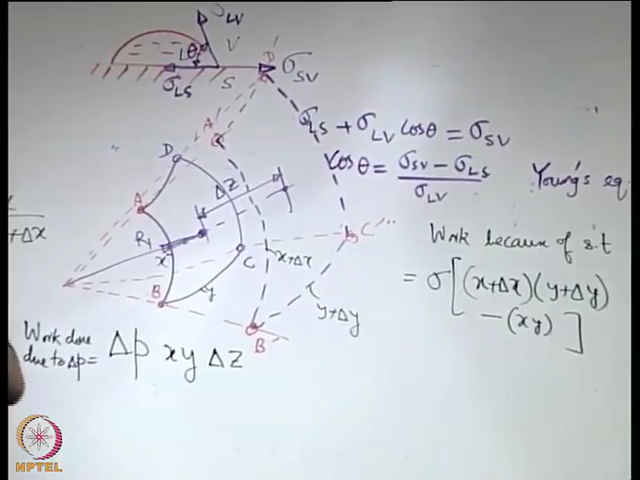 σLV
θ
L
V
S
σLS
σSV
D'
A'
σLS + σLV cosθ = σSV
cosθ = (σSV − σLS) / σLV
Young's eq
D
Δz
A
R1
x
C
C'
B
y
x+Δx
y+Δy
B'
+Δx
Work because of s.t
= σ[(x+Δx)(y+Δy)
−(xy)]
Work done
due to Δp = Δp xy Δz
NPTEL